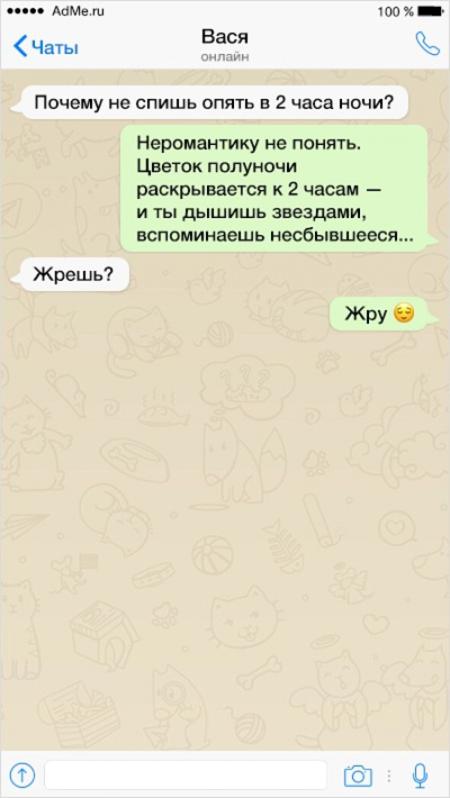 AdMe.ru
100 %
Чаты
Вася
онлайн
Почему не спишь опять в 2 часа ночи?
Неромантику не понять.
Цветок полуночи
раскрывается к 2 часам —
и ты дышишь звездами,
вспоминаешь несбывшееся...
Жрешь?
Жру 😌